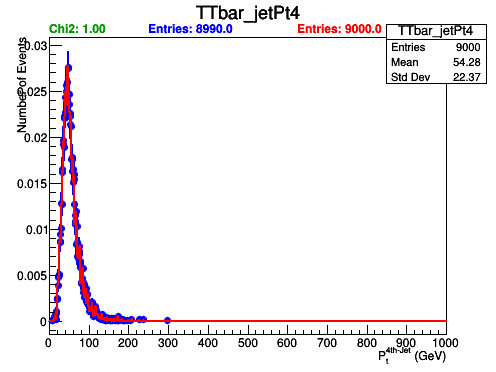 TTbar_jetPt4
Chi2: 1.00 Entries: 8990.0 Entries: 9000.0
TTbar_jetPt4
Entries 9000
Mean 54.28
Std Dev 22.37
Number of Events
0.03
0.025
0.02
0.015
0.01
0.005
0
0 100 200 300 400 500 600 700 800 900 1000
P_t^4th-Jet (GeV)